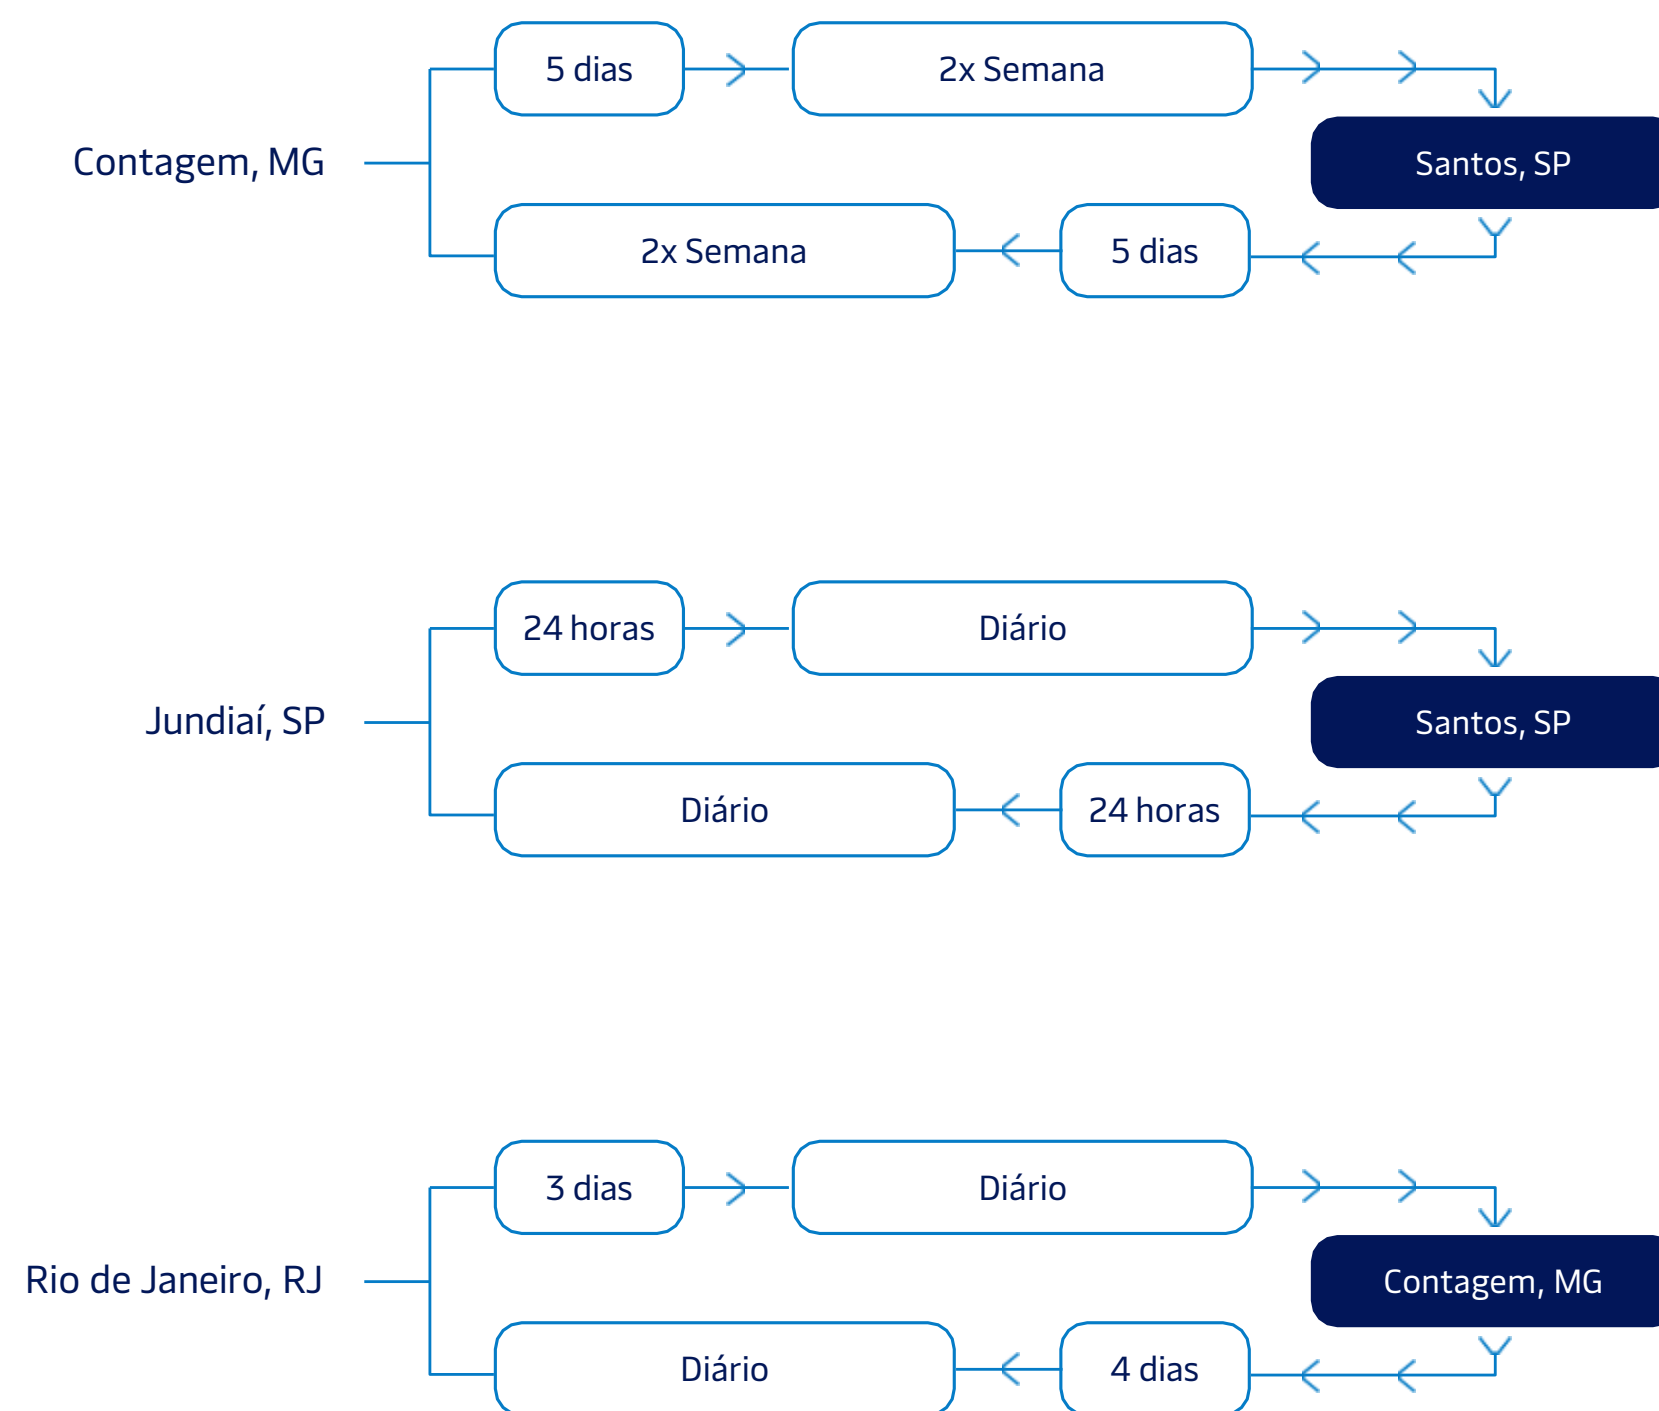 5 dias
2x Semana
Contagem, MG
Santos, SP
2x Semana
5 dias
24 horas
Diário
Jundiaí, SP
Santos, SP
Diário
24 horas
3 dias
Diário
Rio de Janeiro, RJ
Contagem, MG
Diário
4 dias